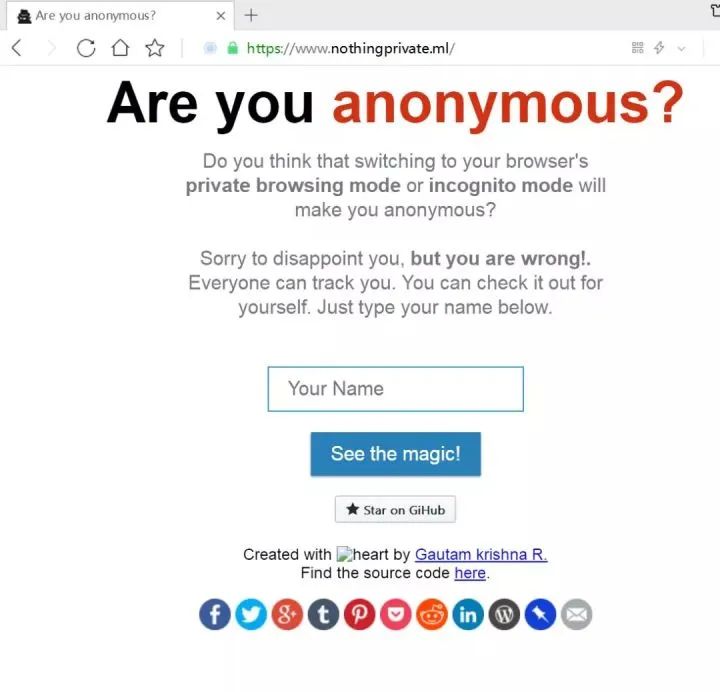 Are you anonymous?
https://www.nothingprivate.ml/
Are you anonymous?
Do you think that switching to your browser's
private browsing mode or incognito mode will
make you anonymous?
Sorry to disappoint you, but you are wrong!.
Everyone can track you. You can check it out for
yourself. Just type your name below.
Your Name
See the magic!
Star on GiHub
Created with heart by Gautam krishna R.
Find the source code here.